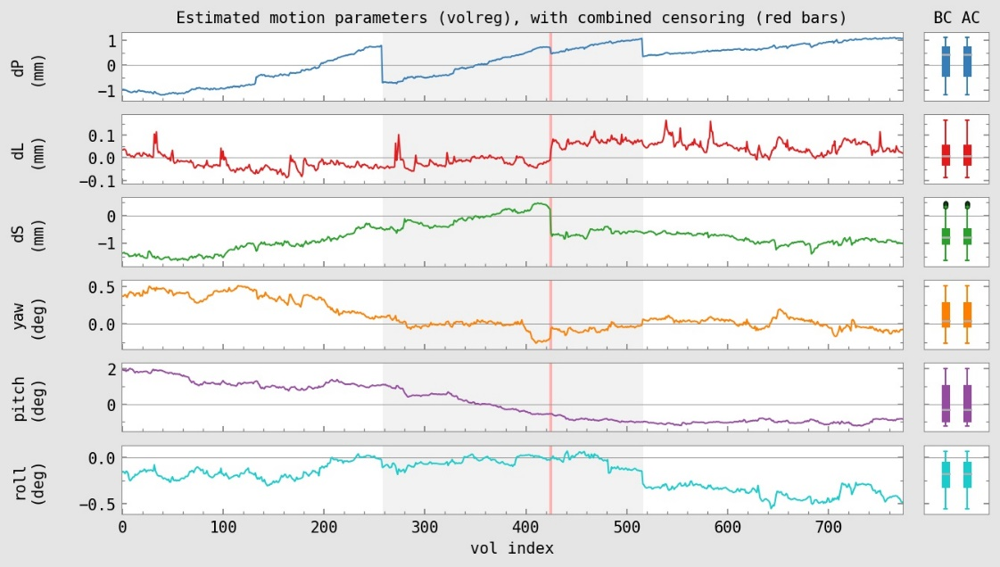 Estimated motion parameters (volreg), with combined censoring (red bars)
BC AC
dP
(mm)
1
0
−1
dL
(mm)
0.1
0.0
−0.1
dS
(mm)
0
−1
yaw
(deg)
0.5
0.0
pitch
(deg)
2
0
roll
(deg)
0.0
−0.5
0 100 200 300 400 500 600 700
vol index